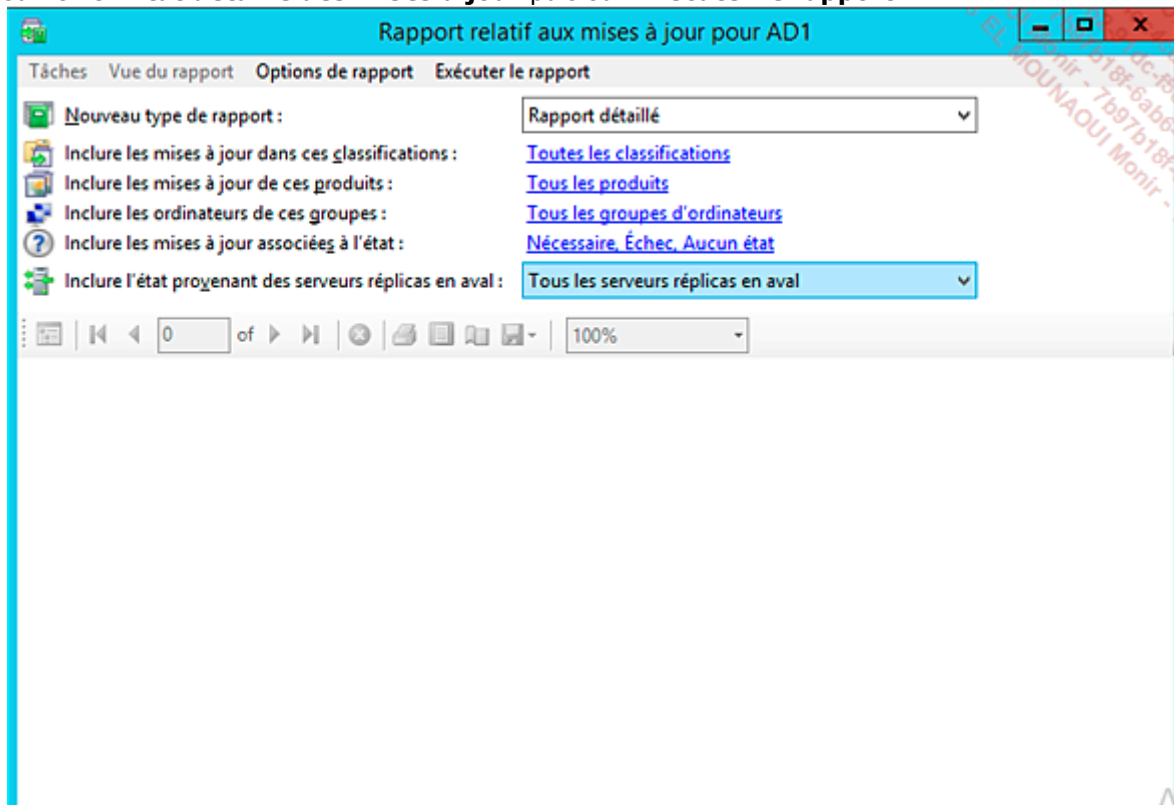 Rapport relatif aux mises à jour pour AD1
Tâches Vue du rapport Options de rapport Exécuter le rapport
Nouveau type de rapport : Rapport détaillé
Inclure les mises à jour dans ces classifications : Toutes les classifications
Inclure les mises à jour de ces produits : Tous les produits
Inclure les ordinateurs de ces groupes : Tous les groupes d'ordinateurs
Inclure les mises à jour associées à l'état : Nécessaire, Échec, Aucun état
Inclure l'état provenant des serveurs réplicas en aval : Tous les serveurs réplicas en aval
0 of 100%